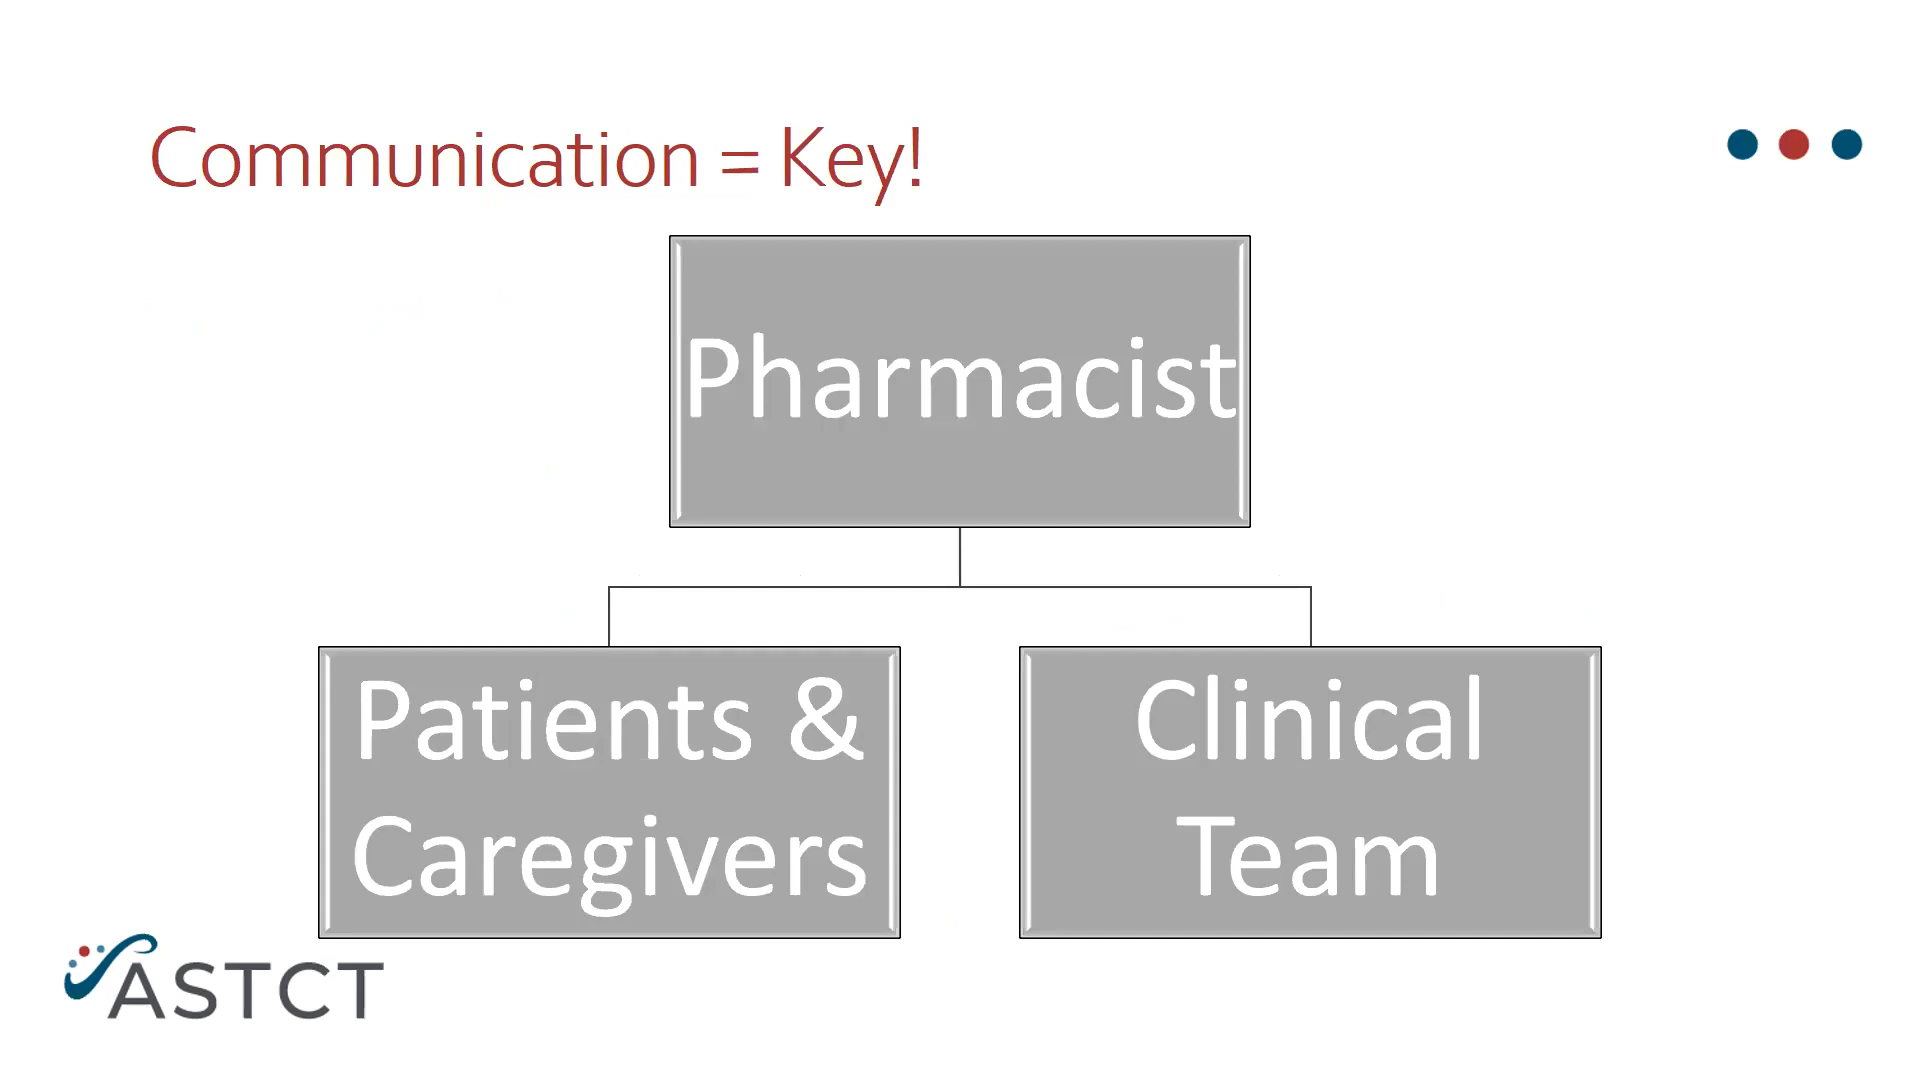 Communication = Key!
Pharmacist
Patients &
Caregivers
Clinical
Team
ASTCT